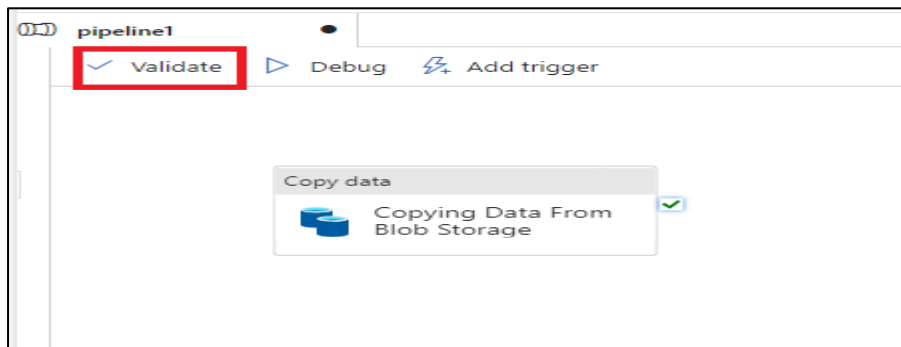 pipeline1
Validate Debug Add trigger
Copy data
Copying Data From
Blob Storage